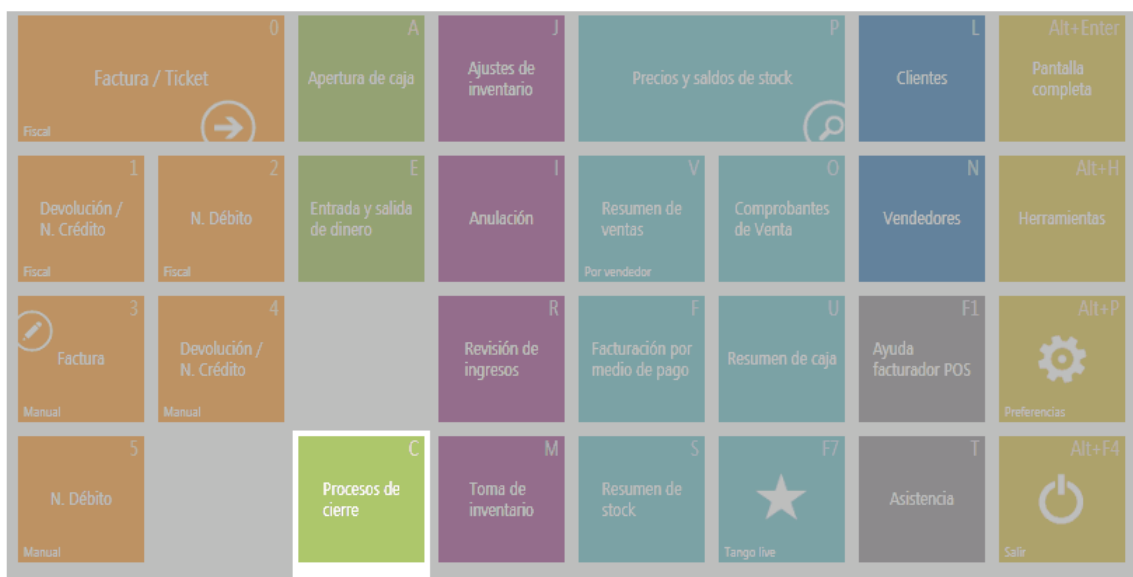 0
Factura / Ticket
Fiscal
A
Apertura de caja
J
Ajustes de
inventario
P
Precios y saldos de stock
L
Clientes
Alt+Enter
Pantalla
completa
1
Devolución /
N. Crédito
Fiscal
2
N. Débito
Fiscal
E
Entrada y salida
de dinero
I
Anulación
V
Resumen de
ventas
Por vendedor
O
Comprobantes
de Venta
N
Vendedores
Alt+H
Herramientas
3
Factura
Manual
4
Devolución /
N. Crédito
Manual
R
Revisión de
ingresos
F
Facturación por
medio de pago
U
Resumen de caja
F1
Ayuda
facturador POS
Alt+P
Preferencias
5
N. Débito
Manual
C
Procesos de
cierre
M
Toma de
inventario
S
Resumen de
stock
F7
Tango live
T
Asistencia
Alt+F4
Salir